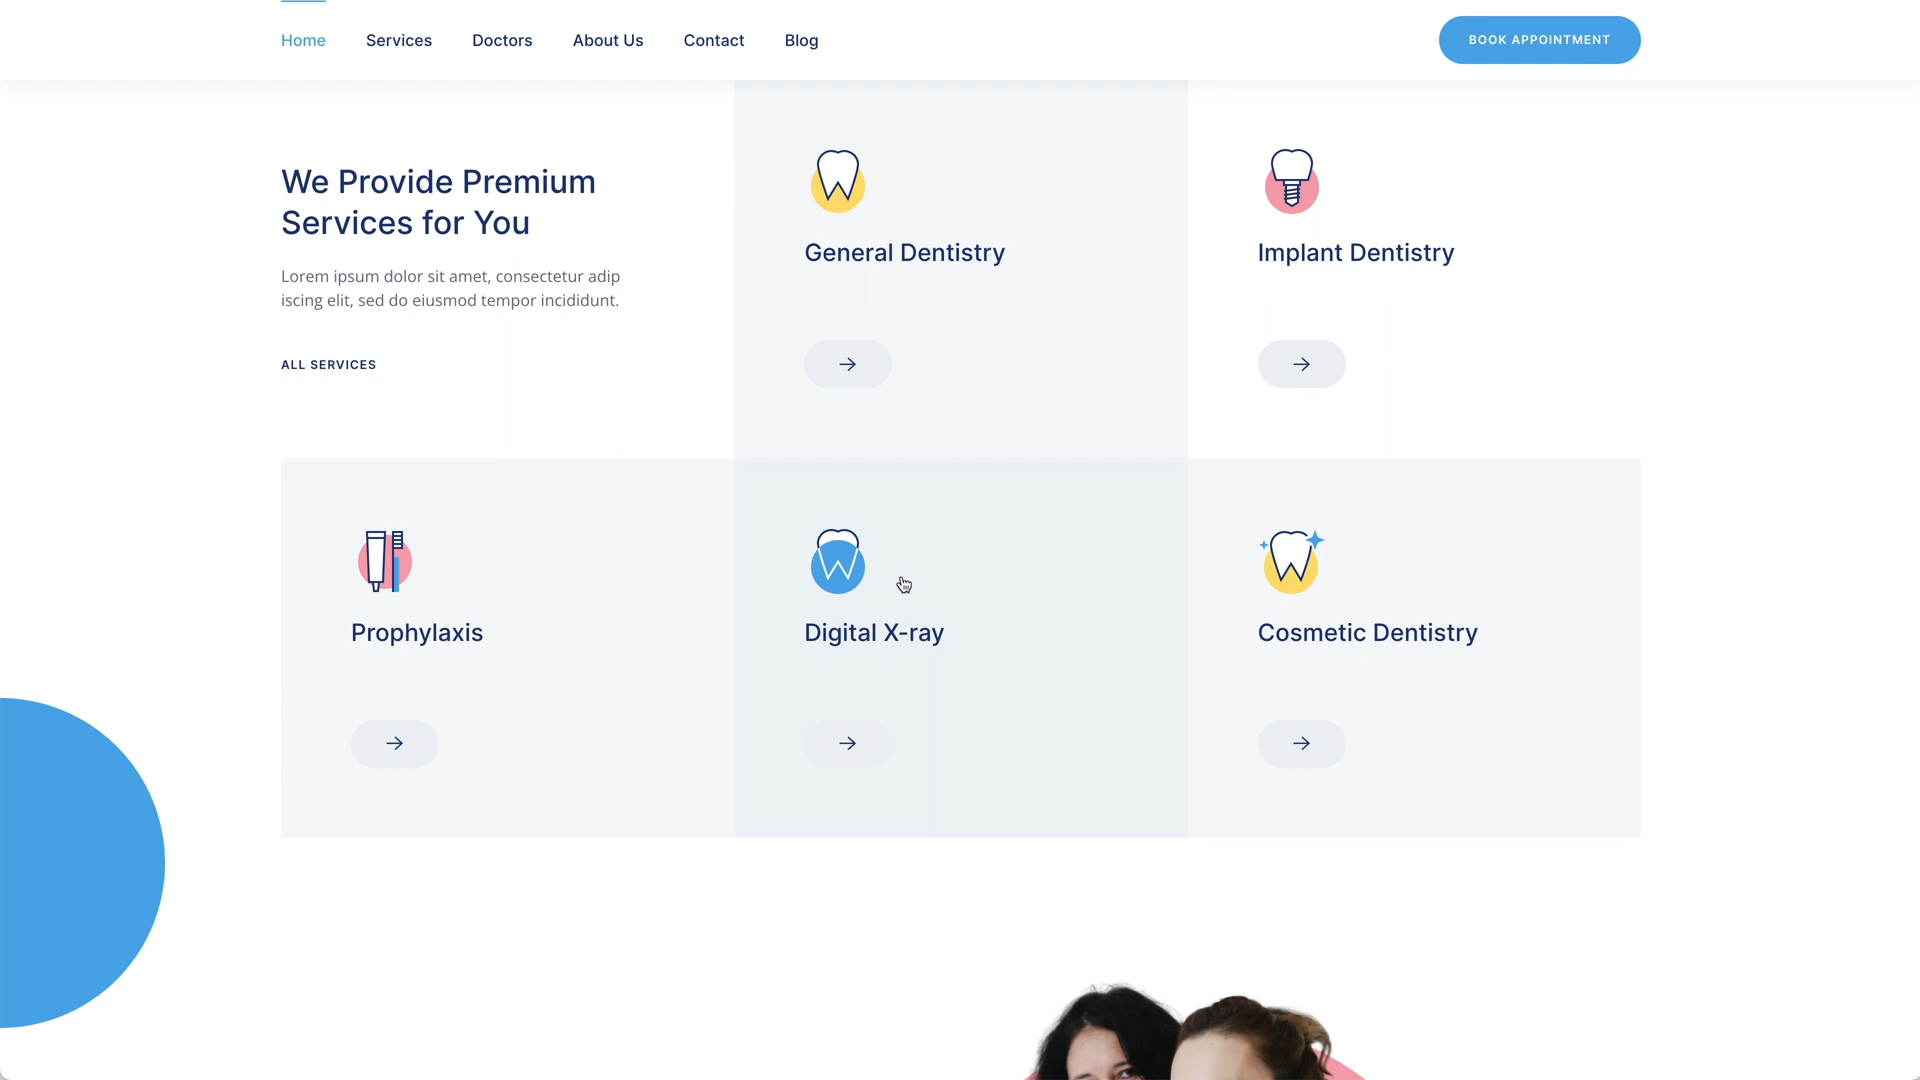 Home
Services
Doctors
About Us
Contact
Blog
BOOK APPOINTMENT
We Provide Premium
Services for You
Lorem ipsum dolor sit amet, consectetur adip
iscing elit, sed do eiusmod tempor incididunt.
ALL SERVICES
General Dentistry
Implant Dentistry
Prophylaxis
Digital X-ray
Cosmetic Dentistry